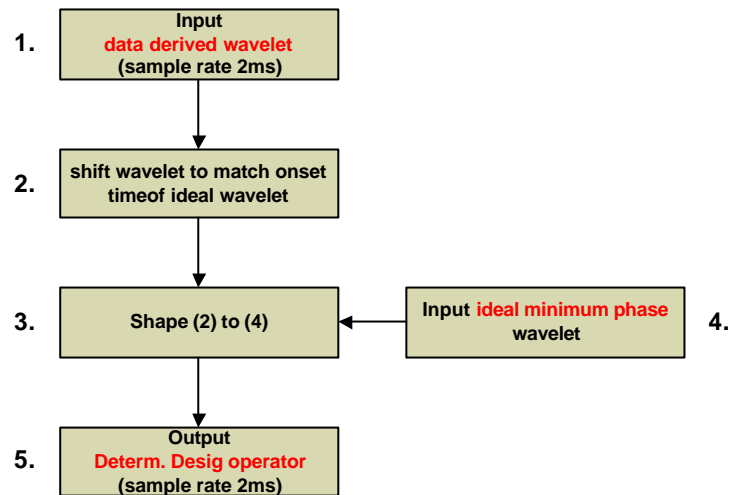 1.
Input
data derived wavelet
(sample rate 2ms)
2.
shift wavelet to match onset
timeof ideal wavelet
3.
Shape (2) to (4)
Input ideal minimum phase
wavelet
4.
5.
Output
Determ. Desig operator
(sample rate 2ms)